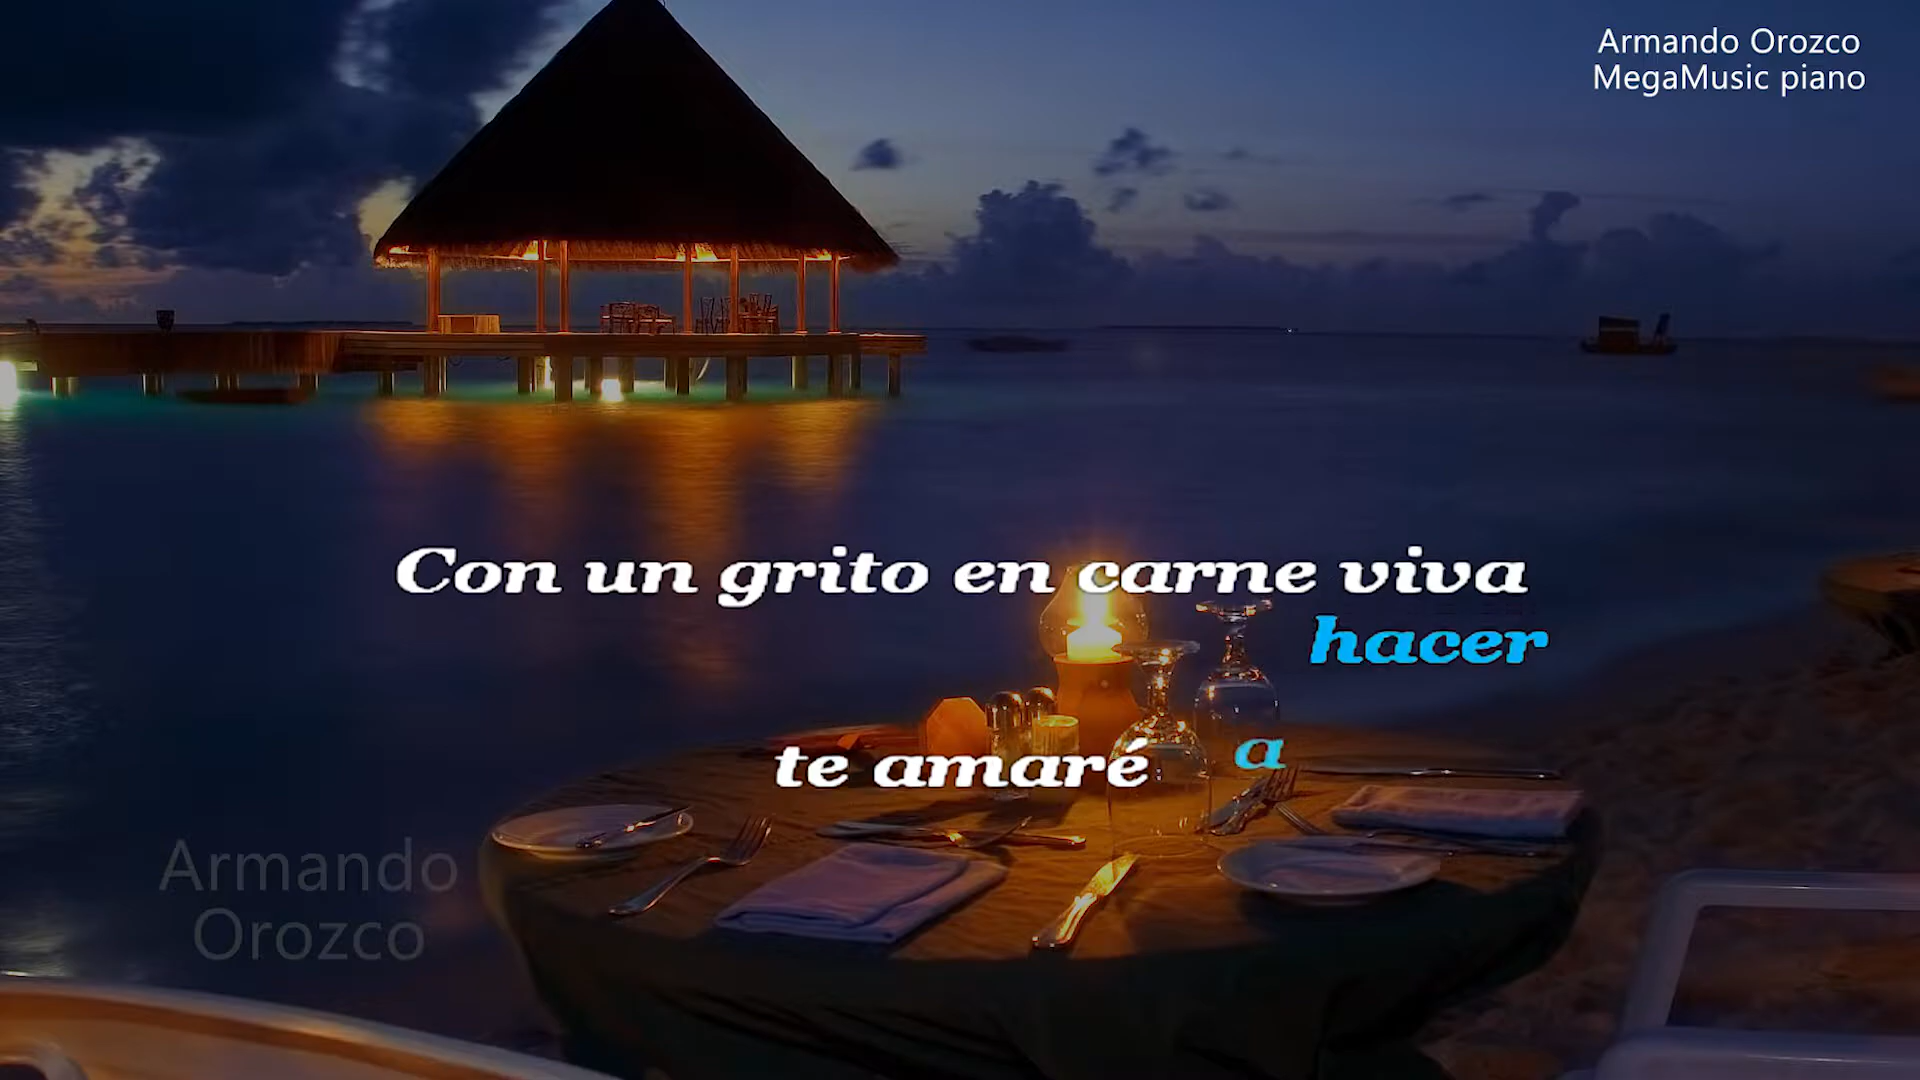 Armando Orozco
MegaMusic piano
Con un grito en carne viva
hacer
te amaré a
Armando
Orozco